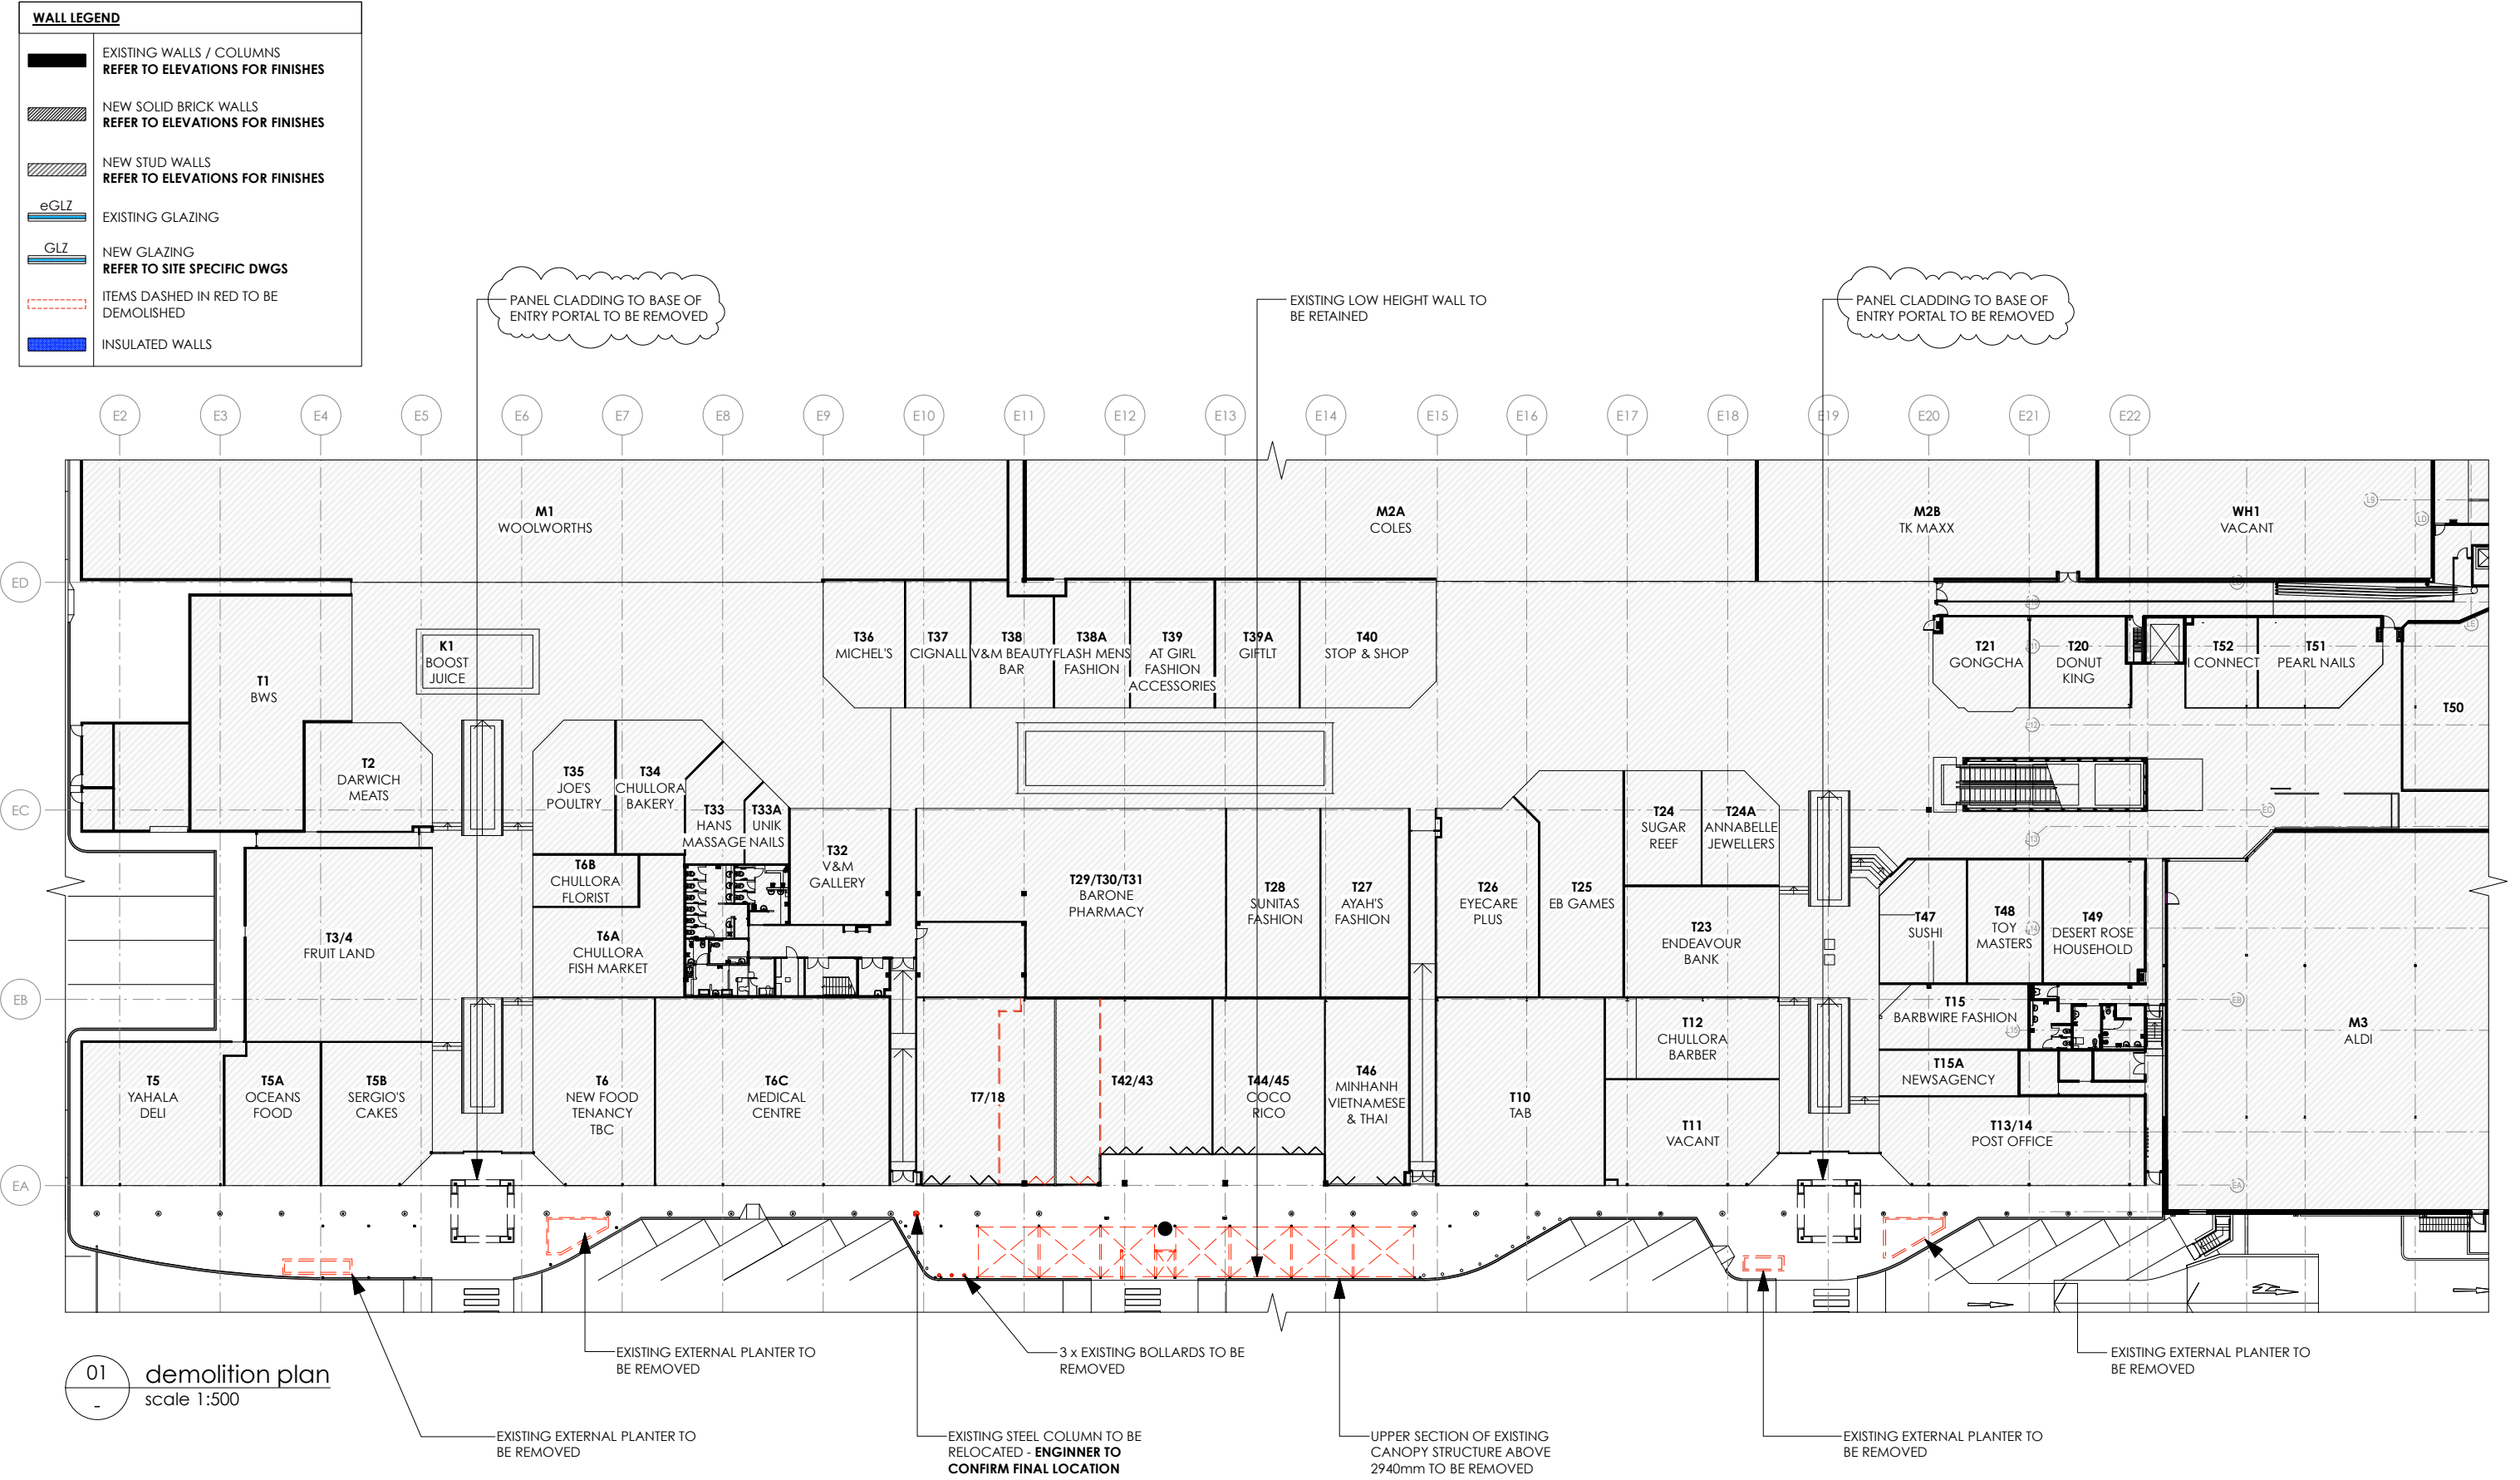 WALL LEGEND
EXISTING WALLS / COLUMNS
REFER TO ELEVATIONS FOR FINISHES
NEW SOLID BRICK WALLS
REFER TO ELEVATIONS FOR FINISHES
NEW STUD WALLS
REFER TO ELEVATIONS FOR FINISHES
eGLZ
EXISTING GLAZING
GLZ
NEW GLAZING
REFER TO SITE SPECIFIC DWGS
ITEMS DASHED IN RED TO BE
DEMOLISHED
INSULATED WALLS
PANEL CLADDING TO BASE OF
ENTRY PORTAL TO BE REMOVED
EXISTING LOW HEIGHT WALL TO
BE RETAINED
PANEL CLADDING TO BASE OF
ENTRY PORTAL TO BE REMOVED
E2
E3
E4
E5
E6
E7
E8
E9
E10
E11
E12
E13
E14
E15
E16
E17
E18
E19
E20
E21
E22
M1
WOOLWORTHS
M2A
COLES
M2B
TK MAXX
WH1
VACANT
L9
LD
ED
T1
BWS
K1
BOOST
JUICE
T36
MICHEL'S
T37
CIGNALL
T38
V&M BEAUTY
BAR
T38A
FLASH MENS
FASHION
T39
AT GIRL
FASHION
ACCESSORIES
T39A
GIFTLT
T40
STOP & SHOP
T21
GONGCHA
T20
DONUT
KING
T52
I CONNECT
T51
PEARL NAILS
T50
LE
L11
L12
T2
DARWICH
MEATS
T35
JOE'S
POULTRY
T34
CHULLORA
BAKERY
T33
HANS
MASSAGE
T33A
UNIK
NAILS
T32
V&M
GALLERY
T24
SUGAR
REEF
T24A
ANNABELLE
JEWELLERS
EC
EC
L13
T3/4
FRUIT LAND
T6B
CHULLORA
FLORIST
T6A
CHULLORA
FISH MARKET
T29/T30/T31
BARONE
PHARMACY
T28
SUNITAS
FASHION
T27
AYAH'S
FASHION
T26
EYECARE
PLUS
T25
EB GAMES
T23
ENDEAVOUR
BANK
T47
SUSHI
T48
TOY
MASTERS
L14
T49
DESERT ROSE
HOUSEHOLD
EB
EB
T15
BARBWIRE FASHION
L15
T12
CHULLORA
BARBER
M3
ALDI
T5
YAHALA
DELI
T5A
OCEANS
FOOD
T5B
SERGIO'S
CAKES
T6
NEW FOOD
TENANCY
TBC
T6C
MEDICAL
CENTRE
T7/18
T42/43
T44/45
COCO
RICO
T46
MINHANH
VIETNAMESE
& THAI
T10
TAB
T11
VACANT
T15A
NEWSAGENCY
T13/14
POST OFFICE
EA
EA
EXISTING EXTERNAL PLANTER TO
BE REMOVED
3 x EXISTING BOLLARDS TO BE
REMOVED
EXISTING EXTERNAL PLANTER TO
BE REMOVED
01
-
demolition plan
scale 1:500
EXISTING EXTERNAL PLANTER TO
BE REMOVED
EXISTING STEEL COLUMN TO BE
RELOCATED - ENGINNER TO
CONFIRM FINAL LOCATION
UPPER SECTION OF EXISTING
CANOPY STRUCTURE ABOVE
2940mm TO BE REMOVED
EXISTING EXTERNAL PLANTER TO
BE REMOVED